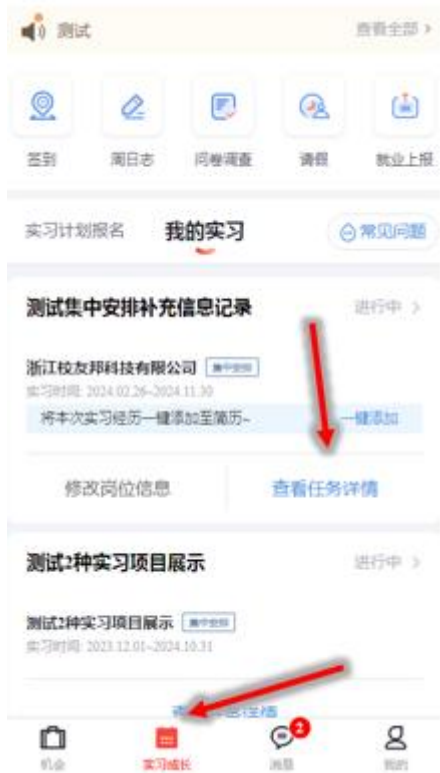 测试
查看全部 >
签到 周日志 问卷调查 请假 就业上报
实习计划报名 我的实习 常见问题
测试集中安排补充信息记录 进行中 >
浙江校友邦科技有限公司 集中安排
实习时间: 2024.02.26-2024.11.30
将本次实习经历一键添加至简历~ 一键添加
修改岗位信息 查看任务详情
测试2种实习项目展示 进行中 >
测试2种实习项目展示 集中安排
实习时间: 2023.12.01-2024.10.31
详情
2
机会 实习成长 消息 我的